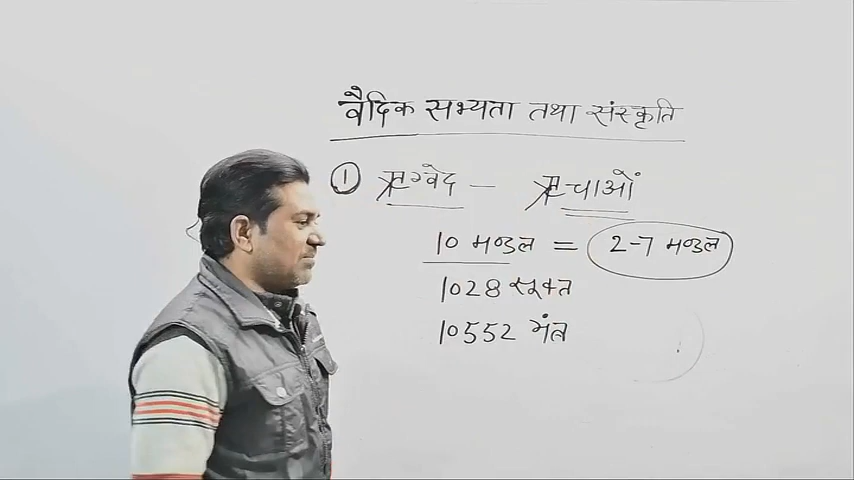 वैदिक सभ्यता तथा संस्कृति
① ऋग्वेद – ऋचाओं
10 मण्डल = 2-7 मण्डल
1028 सूक्त
10552 मंत्र